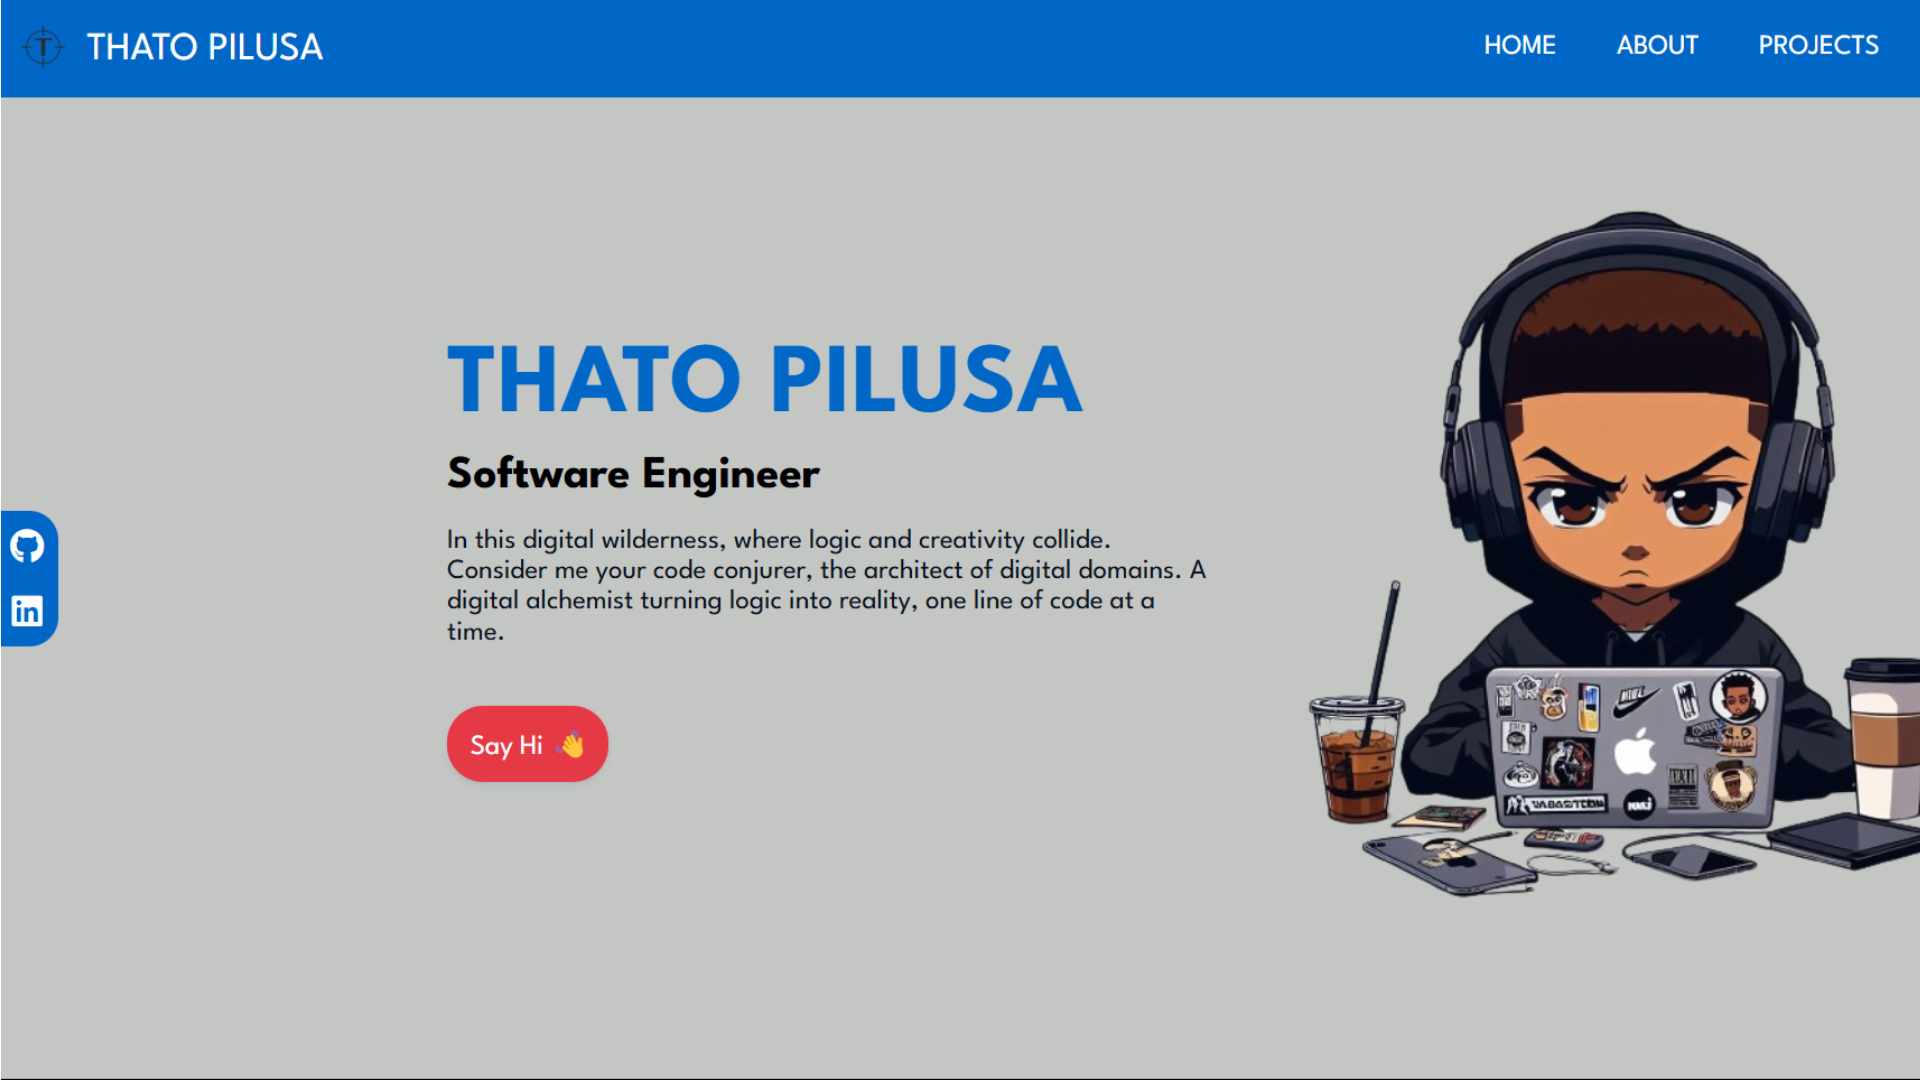 T THATO PILUSA
HOME ABOUT PROJECTS
THATO PILUSA
Software Engineer
In this digital wilderness, where logic and creativity collide.
Consider me your code conjurer, the architect of digital domains. A
digital alchemist turning logic into reality, one line of code at a
time.
in
Say Hi 👋